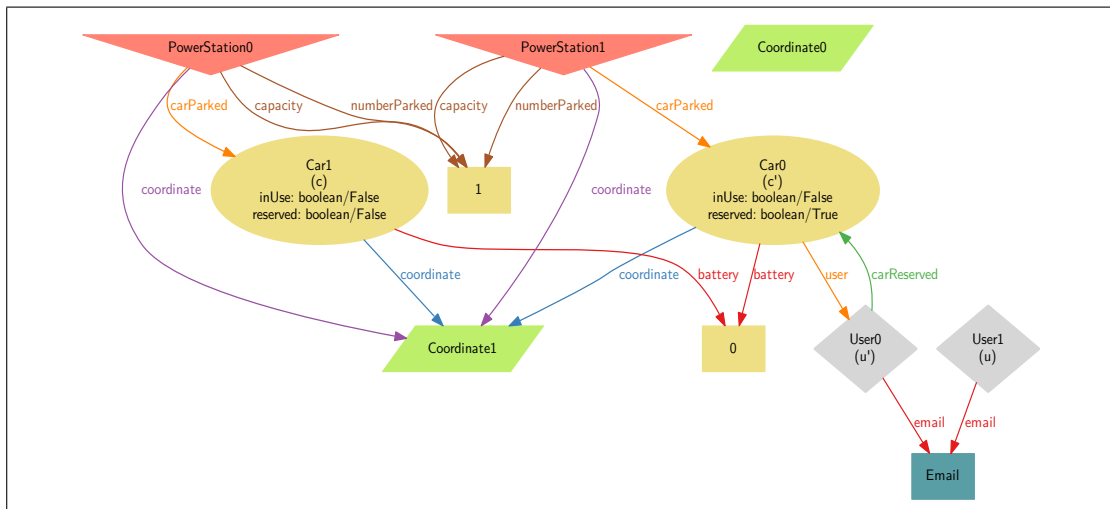 PowerStation0
PowerStation1
Coordinate0
carParked
capacity
numberParked
capacity
numberParked
carParked
coordinate
Car1
(c)
inUse: boolean/False
reserved: boolean/False
1
coordinate
Car0
(c')
inUse: boolean/False
reserved: boolean/True
coordinate
coordinate
battery
battery
user
carReserved
Coordinate1
0
User0
(u')
User1
(u)
email
email
Email